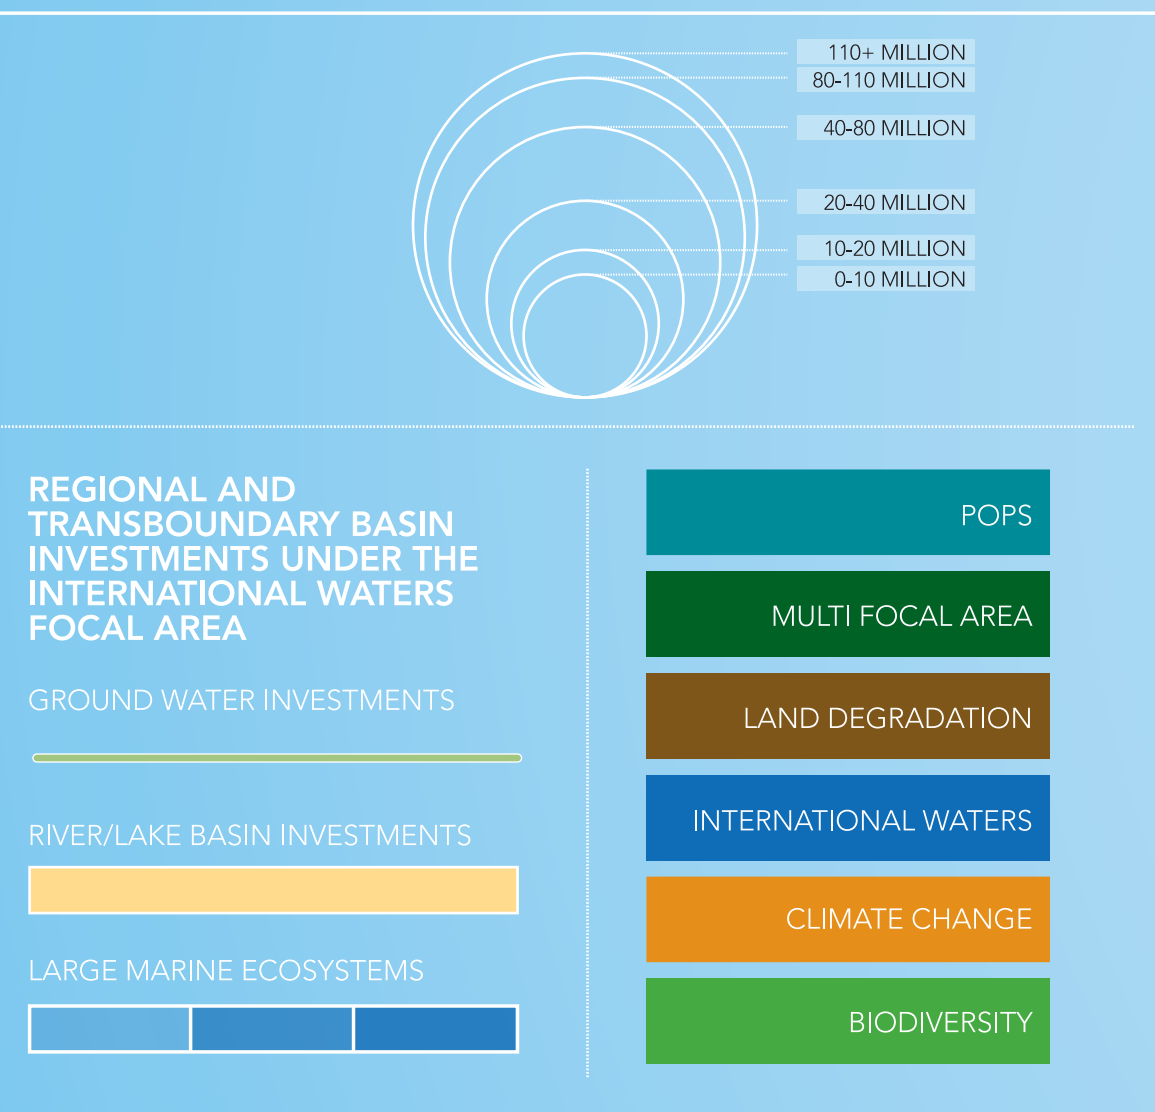 110+ MILLION
80-110 MILLION
40-80 MILLION
20-40 MILLION
10-20 MILLION
0-10 MILLION
REGIONAL AND
TRANSBOUNDARY BASIN
INVESTMENTS UNDER THE
INTERNATIONAL WATERS
FOCAL AREA
GROUND WATER INVESTMENTS
RIVER/LAKE BASIN INVESTMENTS
LARGE MARINE ECOSYSTEMS
POPS
MULTI FOCAL AREA
LAND DEGRADATION
INTERNATIONAL WATERS
CLIMATE CHANGE
BIODIVERSITY